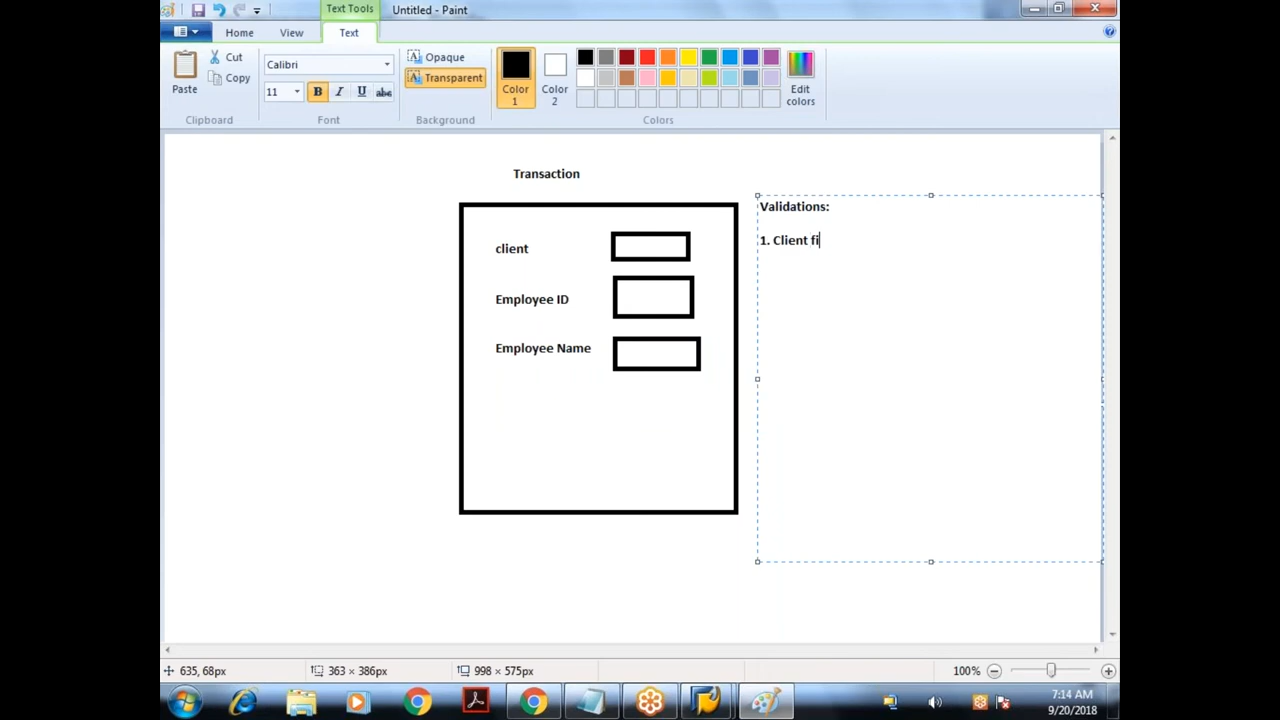 Text Tools
Untitled - Paint
Home
View
Text
Paste
Cut
Copy
Clipboard
Calibri
11
B
I
U
abc
Font
Opaque
Transparent
Background
Color
1
Color
2
Edit
colors
Colors
Transaction
client
Employee ID
Employee Name
Validations:
1. Client fi
635, 68px
363 × 386px
998 × 575px
100%
7:14 AM
9/20/2018